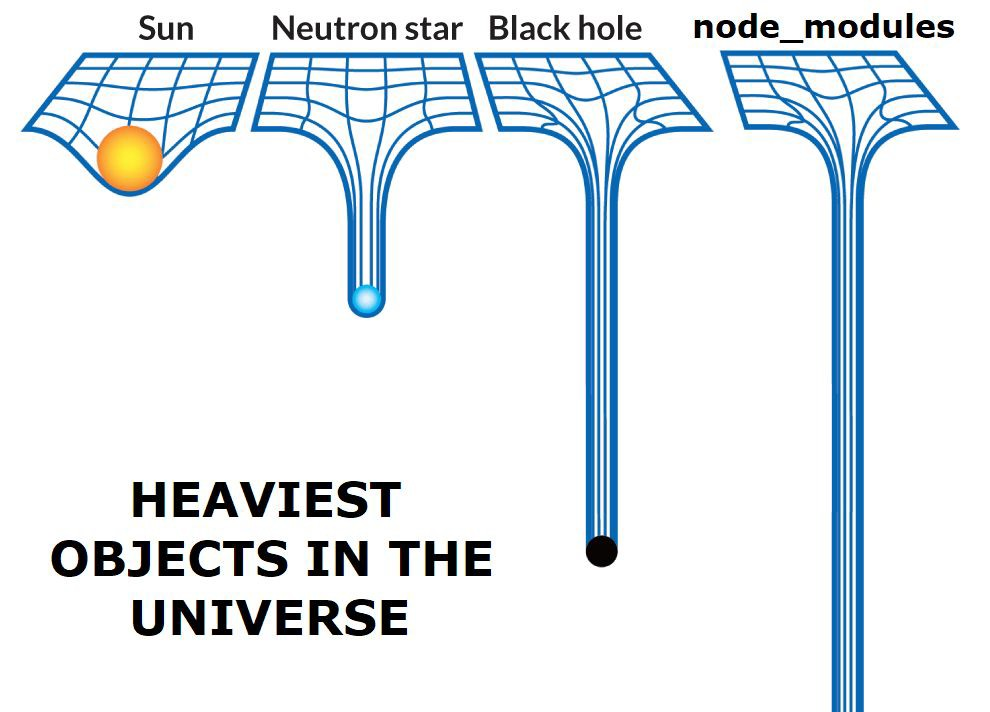 Sun
Neutron star
Black hole
node_modules
HEAVIEST
OBJECTS IN THE
UNIVERSE